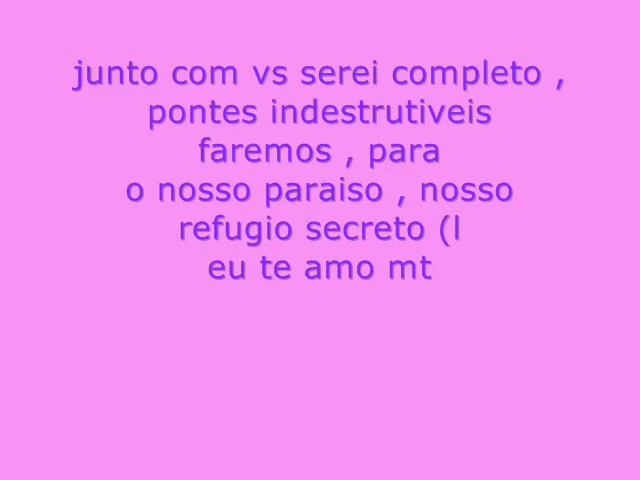 junto com vs serei completo ,
pontes indestrutiveis
faremos , para
o nosso paraiso , nosso
refugio secreto (l
eu te amo mt